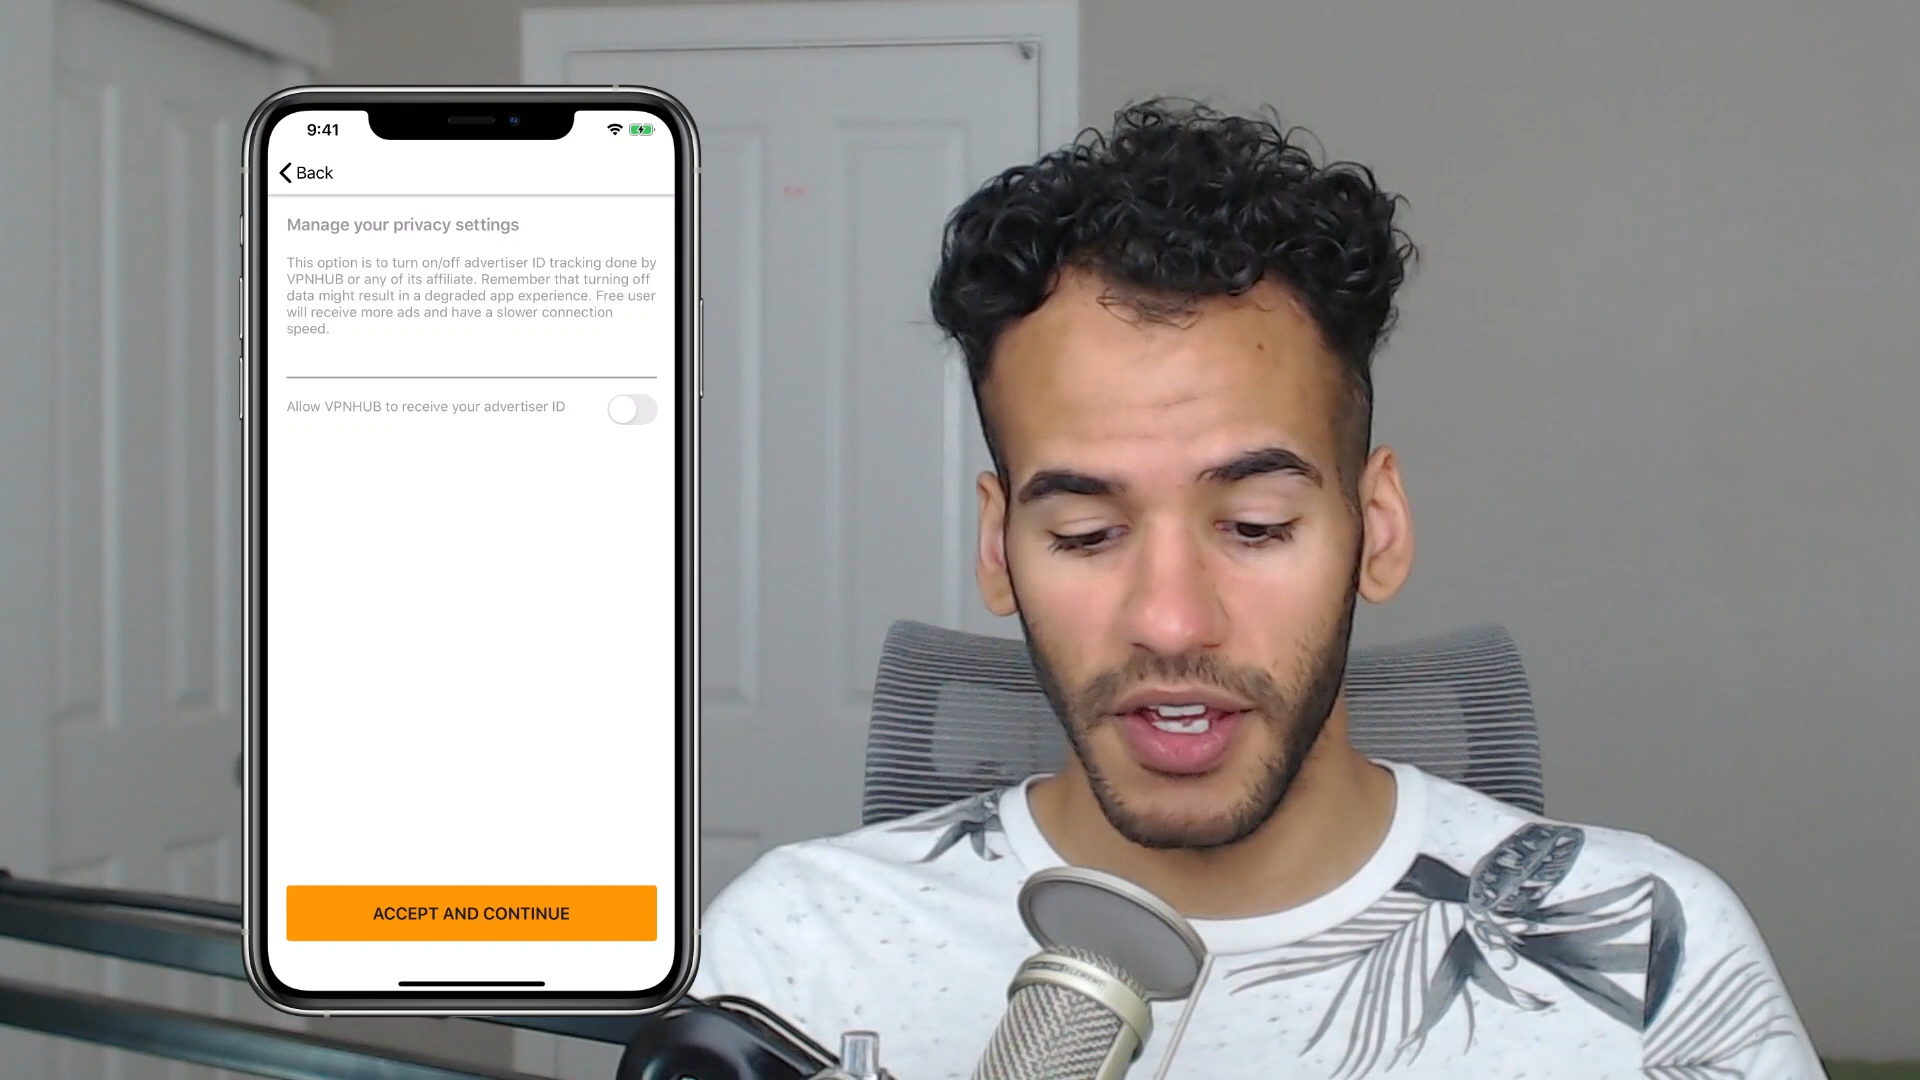 9:41
Back
Manage your privacy settings
This option is to turn on/off advertiser ID tracking done by
VPNHUB or any of its affiliate. Remember that turning off
data might result in a degraded app experience. Free user
will receive more ads and have a slower connection
speed.
Allow VPNHUB to receive your advertiser ID
ACCEPT AND CONTINUE